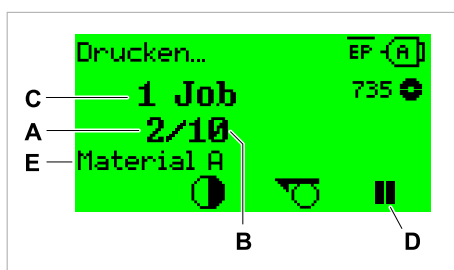 Drucken...
EP A
C 1 Job 735
A 2/10
E Material A
B D